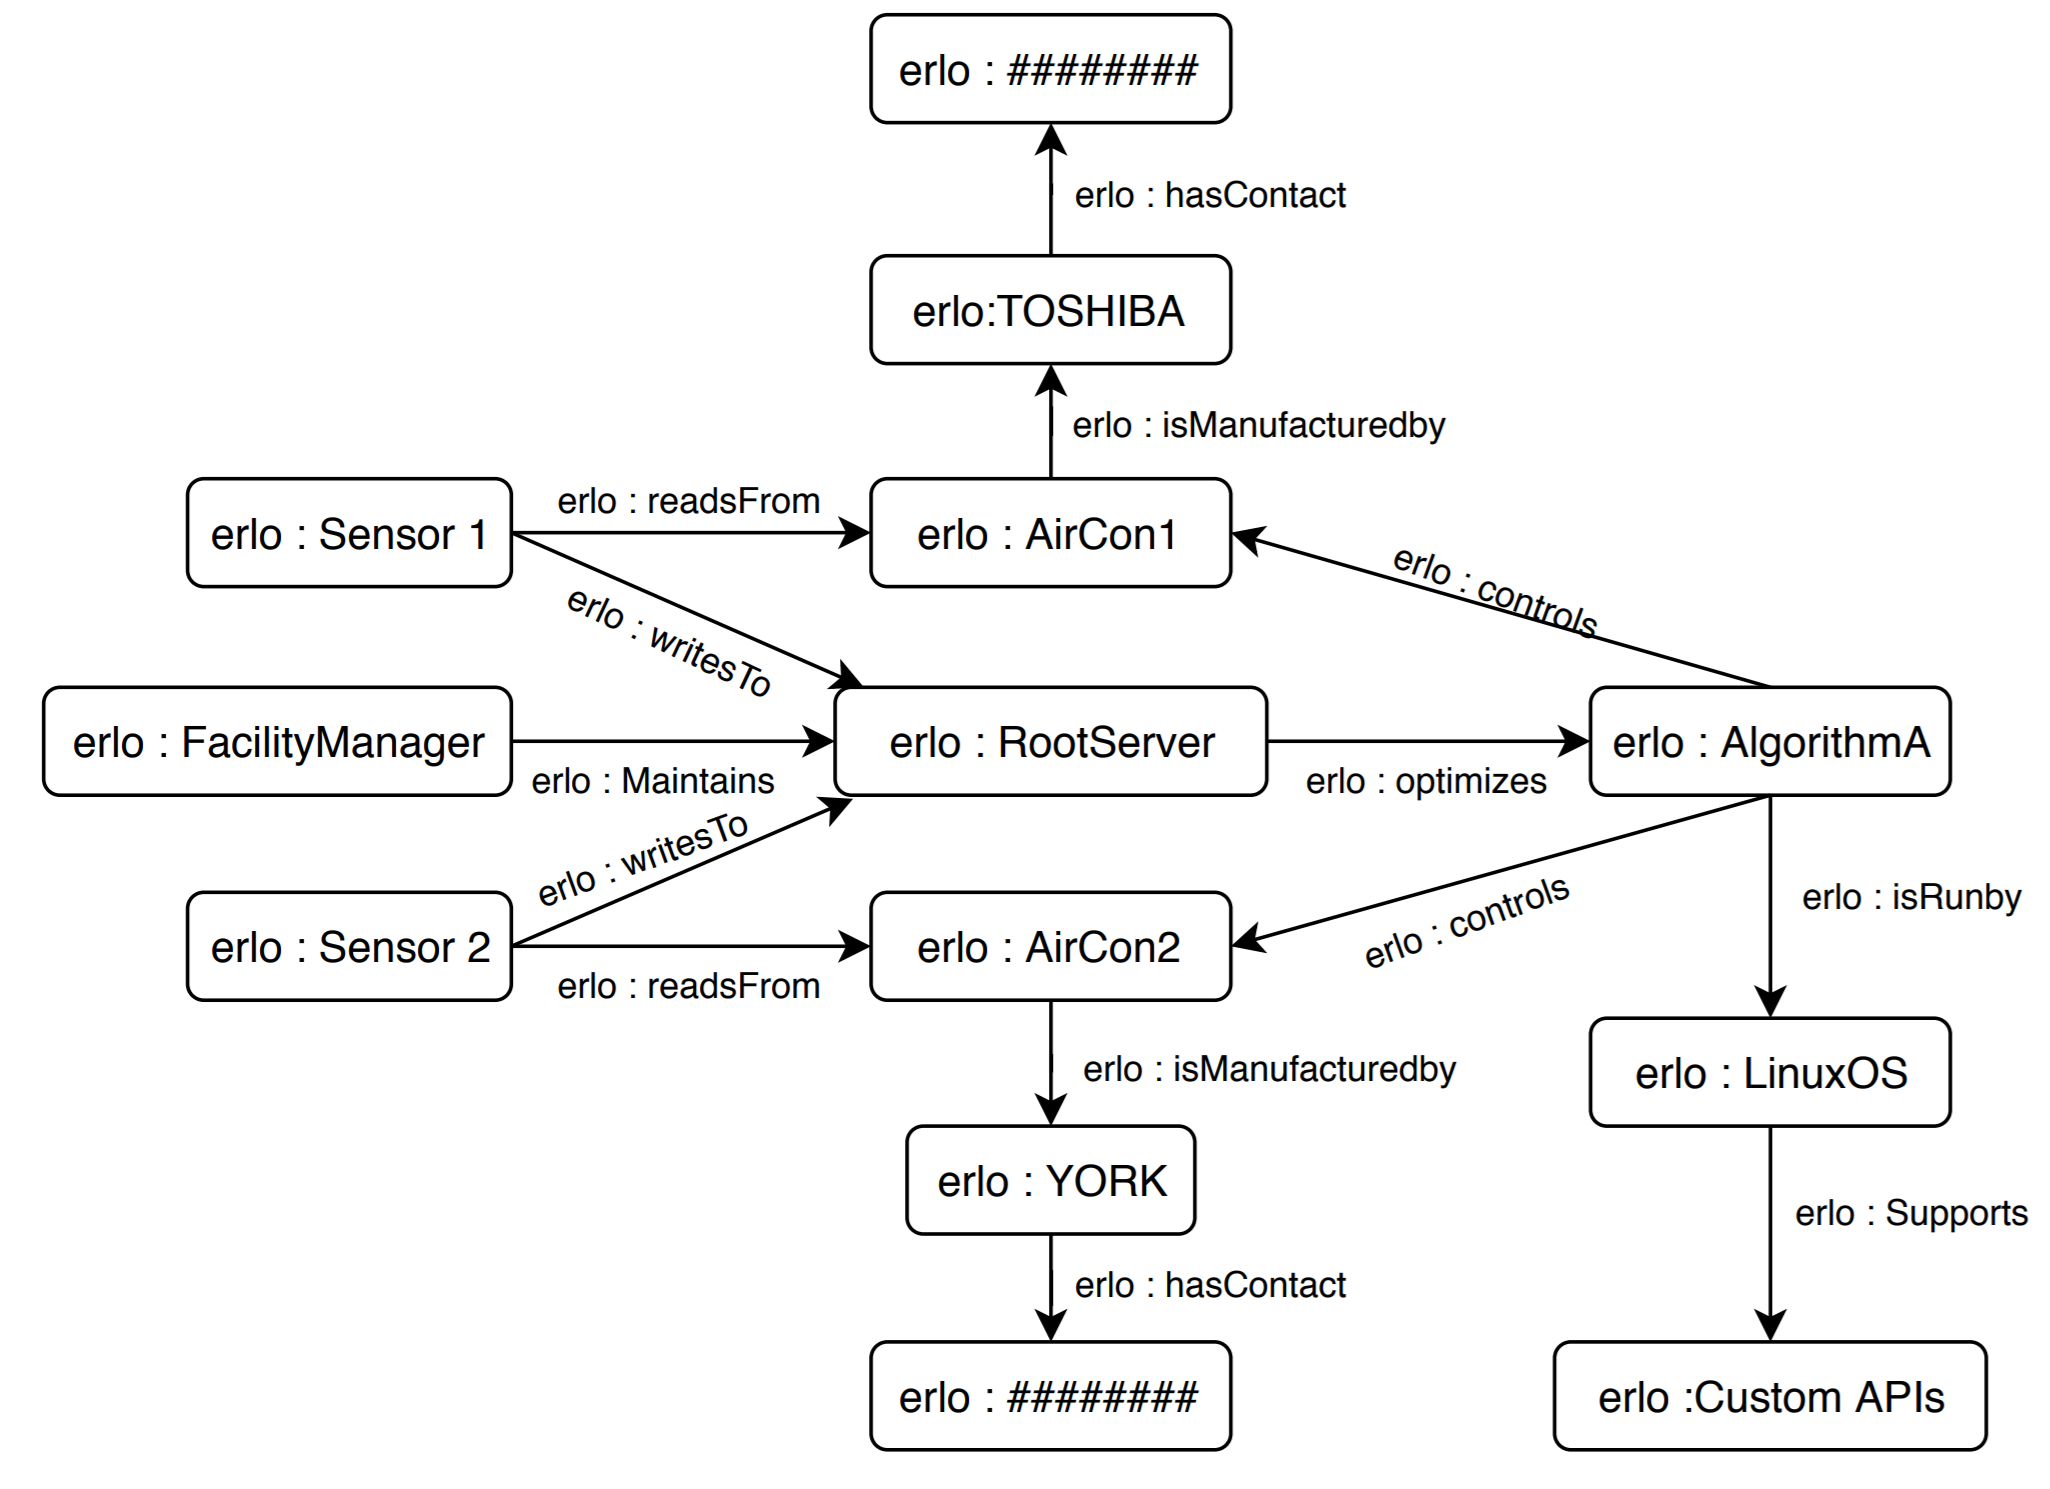 erlo : ########
erlo : hasContact
erlo:TOSHIBA
erlo : isManufacturedby
erlo : Sensor 1
erlo : readsFrom
erlo : AirCon1
erlo : controls
erlo : writesTo
erlo : FacilityManager
erlo : Maintains
erlo : RootServer
erlo : optimizes
erlo : AlgorithmA
erlo : writesTo
erlo : controls
erlo : isRunby
erlo : Sensor 2
erlo : readsFrom
erlo : AirCon2
erlo : isManufacturedby
erlo : LinuxOS
erlo : YORK
erlo : Supports
erlo : hasContact
erlo : ########
erlo :Custom APIs